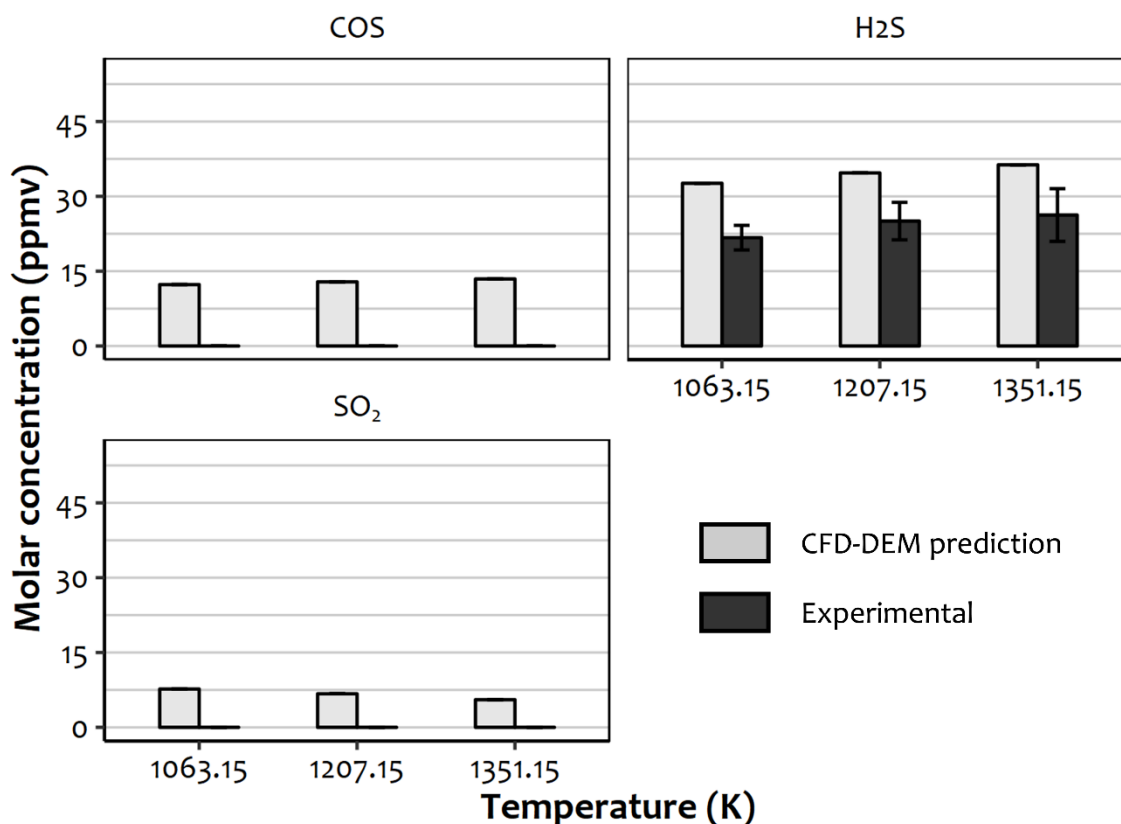 COS
H2S
Molar concentration (ppmv)
45
30
15
0
1063.15
1207.15
1351.15
SO₂
45
30
15
0
1063.15
1207.15
1351.15
CFD-DEM prediction
Experimental
Temperature (K)